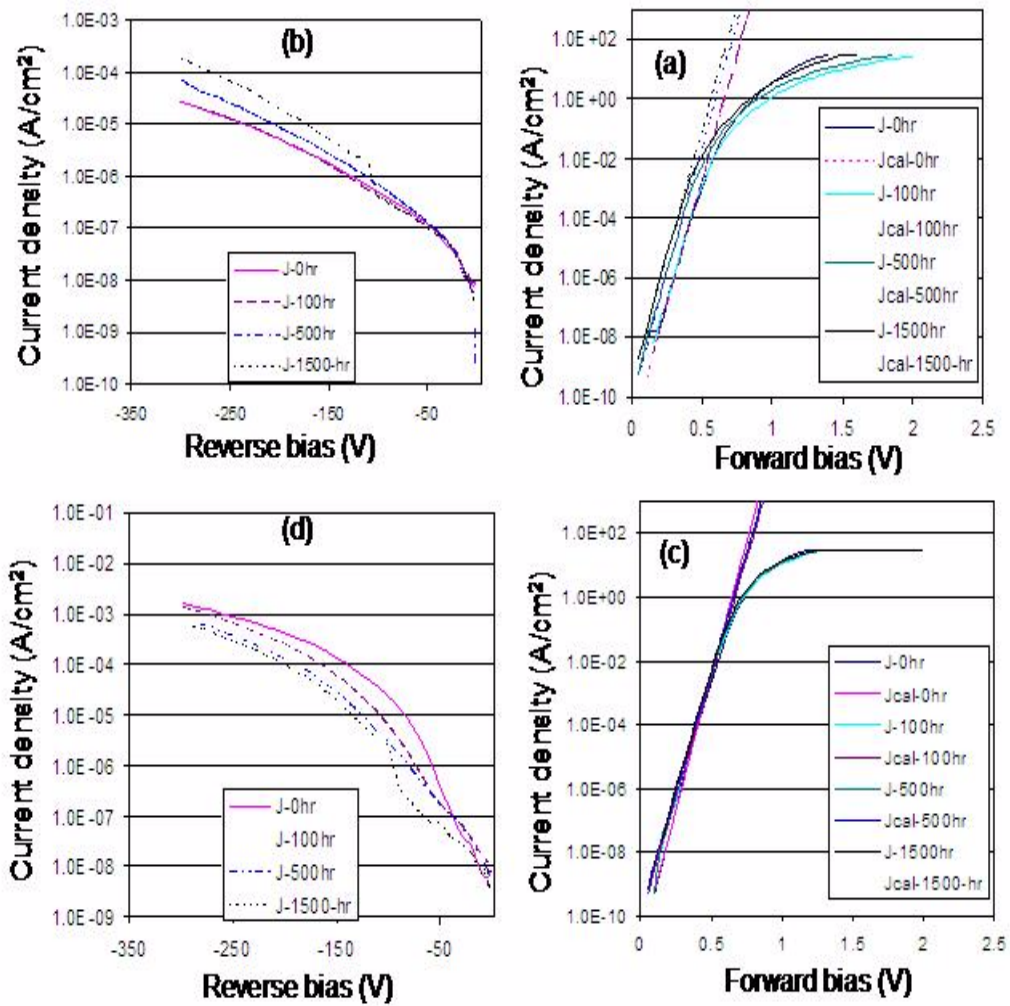 (b)
Current density (A/cm²)
1.0E-03
1.0E-04
1.0E-05
1.0E-06
1.0E-07
1.0E-08
1.0E-09
1.0E-10
J-0hr
J-100hr
J-500hr
J-1500-hr
-350
-250
-150
-50
Reverse bias (V)
(a)
Current density (A/cm²)
1.0E+02
1.0E+00
1.0E-02
1.0E-04
1.0E-06
1.0E-08
1.0E-10
J-0hr
Jcal-0hr
J-100hr
Jcal-100hr
J-500hr
Jcal-500hr
J-1500hr
Jcal-1500-hr
0
0.5
1
1.5
2
2.5
Forward bias (V)
(d)
Current density (A/cm²)
1.0E-01
1.0E-02
1.0E-03
1.0E-04
1.0E-05
1.0E-06
1.0E-07
1.0E-08
1.0E-09
J-0hr
J-100hr
J-500hr
J-1500-hr
-350
-250
-150
-50
Reverse bias (V)
(c)
Current density (A/cm²)
1.0E+02
1.0E+00
1.0E-02
1.0E-04
1.0E-06
1.0E-08
1.0E-10
J-0hr
Jcal-0hr
J-100hr
Jcal-100hr
J-500hr
Jcal-500hr
J-1500hr
Jcal-1500-hr
0
0.5
1
1.5
2
2.5
Forward bias (V)